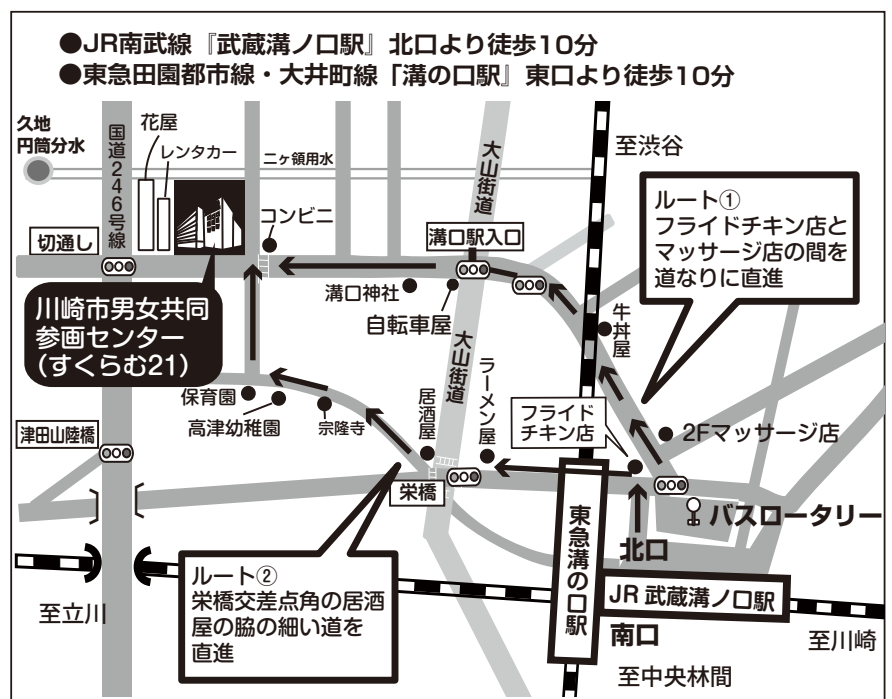 ●JR南武線『武蔵溝ノ口駅』北口より徒歩10分
●東急田園都市線・大井町線「溝の口駅」東口より徒歩10分
久地
円筒分水
国道246号線
花屋
レンタカー
ニヶ領用水
大山街道
至渋谷
ルート①
フライドチキン店と
マッサージ店の間を
道なりに直進
切通し
コンビニ
溝口駅入口
川崎市男女共同
参画センター
(すくらむ21)
溝口神社
自転車屋
牛丼屋
大山街道
ラーメン屋
居酒屋
保育園
高津幼稚園
宗隆寺
フライド
チキン店
2Fマッサージ店
津田山陸橋
栄橋
バスロータリー
北口
東急溝の口駅
JR 武蔵溝ノ口駅
南口
ルート②
栄橋交差点角の居酒
屋の脇の細い道を
直進
至立川
至川崎
至中央林間